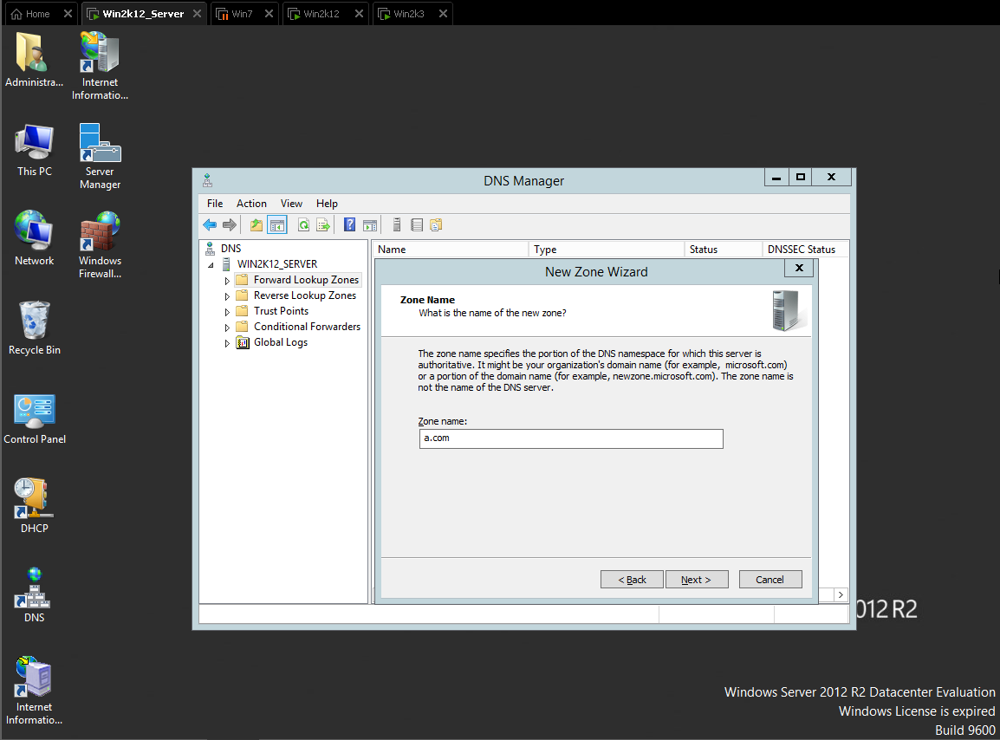 Home
Win2k12_Server
Win7
Win2k12
Win2k3
Administra...
Internet
Informatio...
This PC
Server
Manager
Network
Windows
Firewall...
Recycle Bin
Control Panel
DHCP
DNS
Internet
Informatio...
DNS Manager
File Action View Help
DNS
WIN2K12_SERVER
Forward Lookup Zones
Reverse Lookup Zones
Trust Points
Conditional Forwarders
Global Logs
Name Type Status DNSSEC Status
New Zone Wizard
Zone Name
What is the name of the new zone?
The zone name specifies the portion of the DNS namespace for which this server is
authoritative. It might be your organization's domain name (for example, microsoft.com)
or a portion of the domain name (for example, newzone.microsoft.com). The zone name is
not the name of the DNS server.
Zone name:
a.com
< Back Next > Cancel
012 R2
Windows Server 2012 R2 Datacenter Evaluation
Windows License is expired
Build 9600